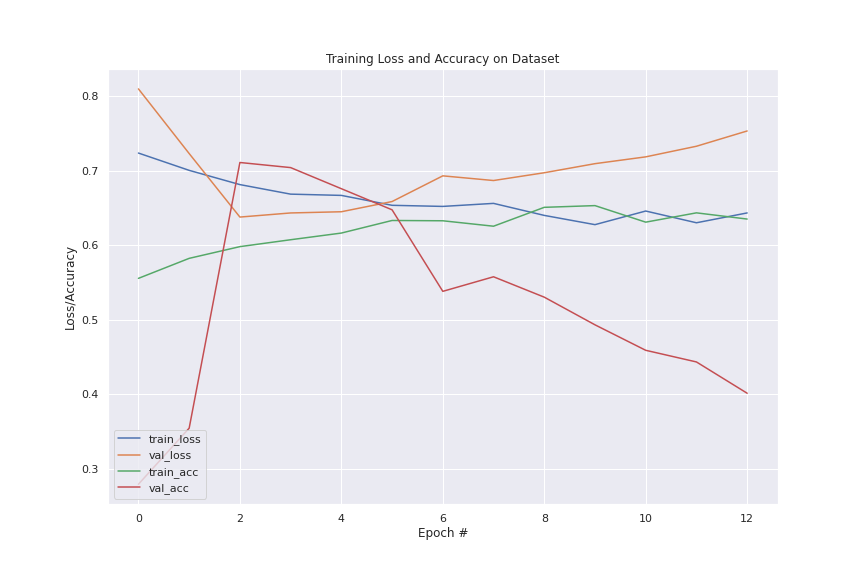 Training Loss and Accuracy on Dataset
Loss/Accuracy
0.8
0.7
0.6
0.5
0.4
0.3
train_loss
val_loss
train_acc
val_acc
0 2 4 6 8 10 12
Epoch #